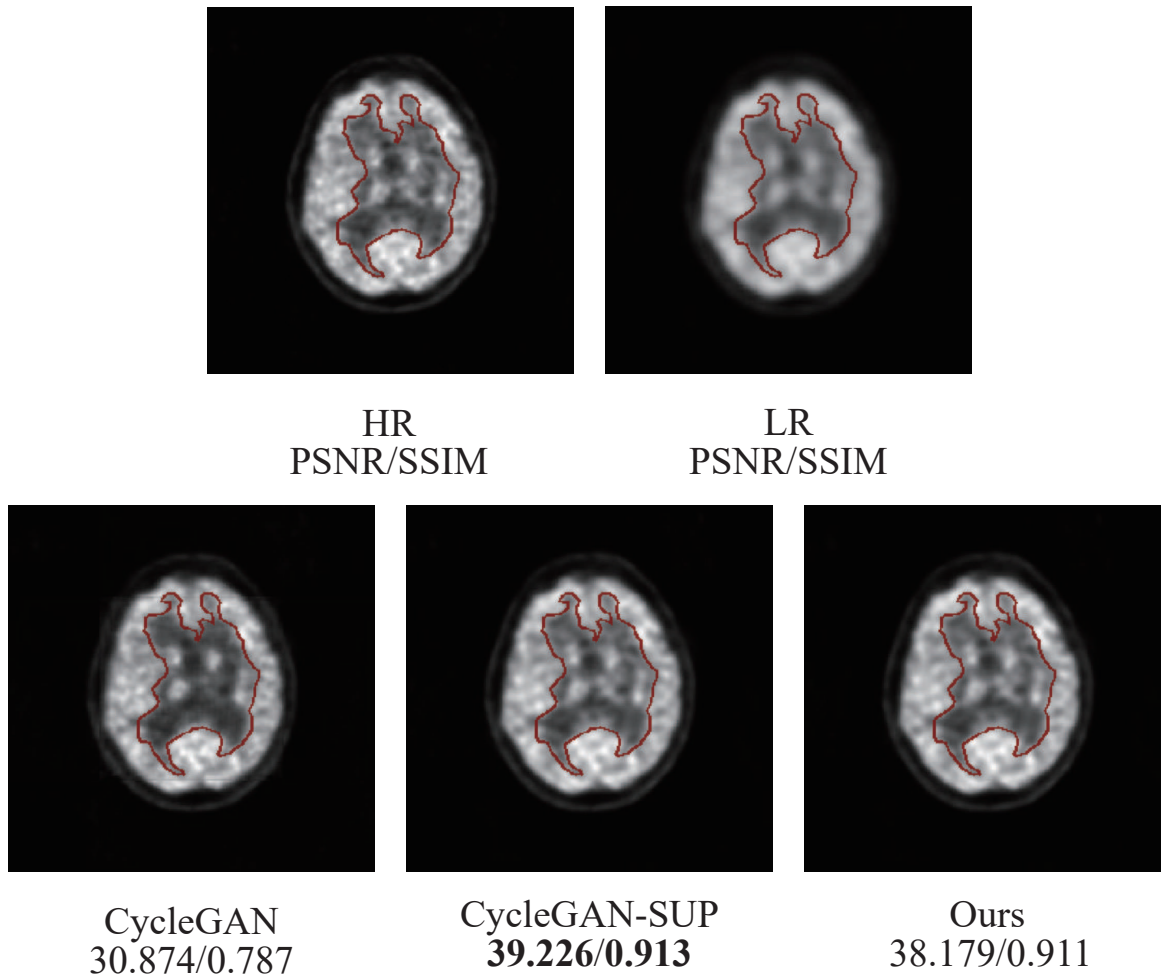 HR
PSNR/SSIM
LR
PSNR/SSIM
CycleGAN
30.874/0.787
CycleGAN-SUP
39.226/0.913
Ours
38.179/0.911